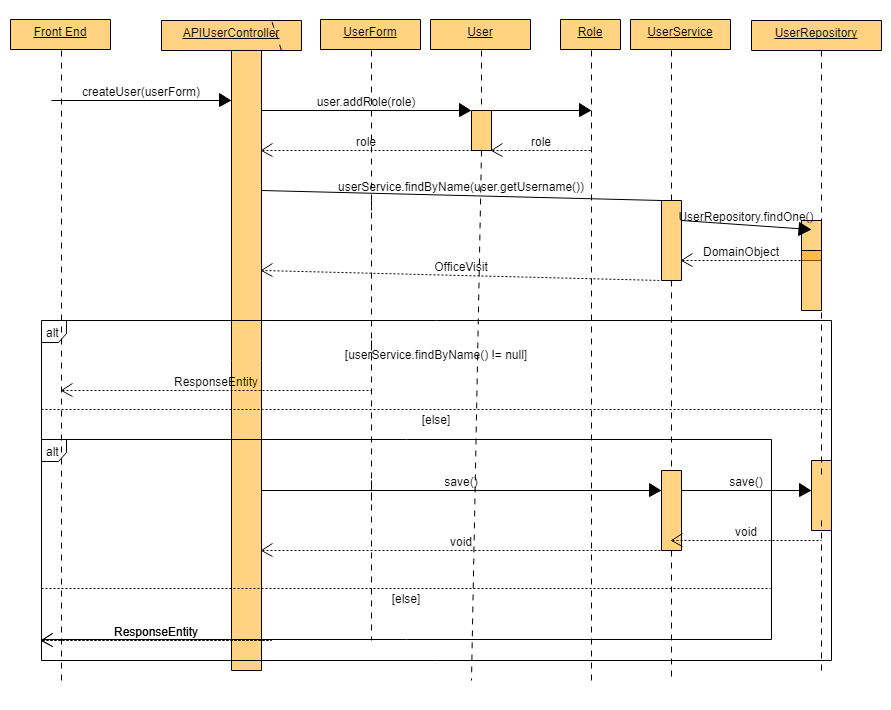 Front End
APIUserController
UserForm
User
Role
UserService
UserRepository
createUser(userForm)
user.addRole(role)
role
role
userService.findByName(user.getUsername())
UserRepository.findOne()
DomainObject
OfficeVisit
alt
[userService.findByName() != null]
ResponseEntity
[else]
alt
save()
save()
void
void
[else]
ResponseEntity